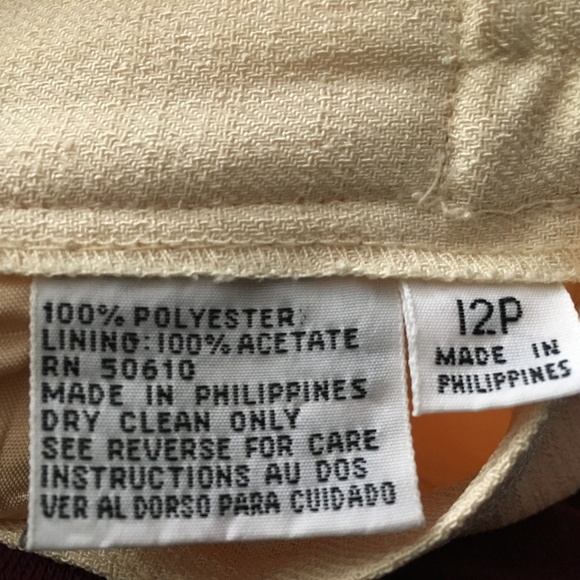 100% POLYESTER
LINING: 100% ACETATE
RN 50610
MADE IN PHILIPPINES
DRY CLEAN ONLY
SEE REVERSE FOR CARE
INSTRUCTIONS AU DOS
VER AL DORSO PARA CUIDADO
12P
MADE IN
PHILIPPINES